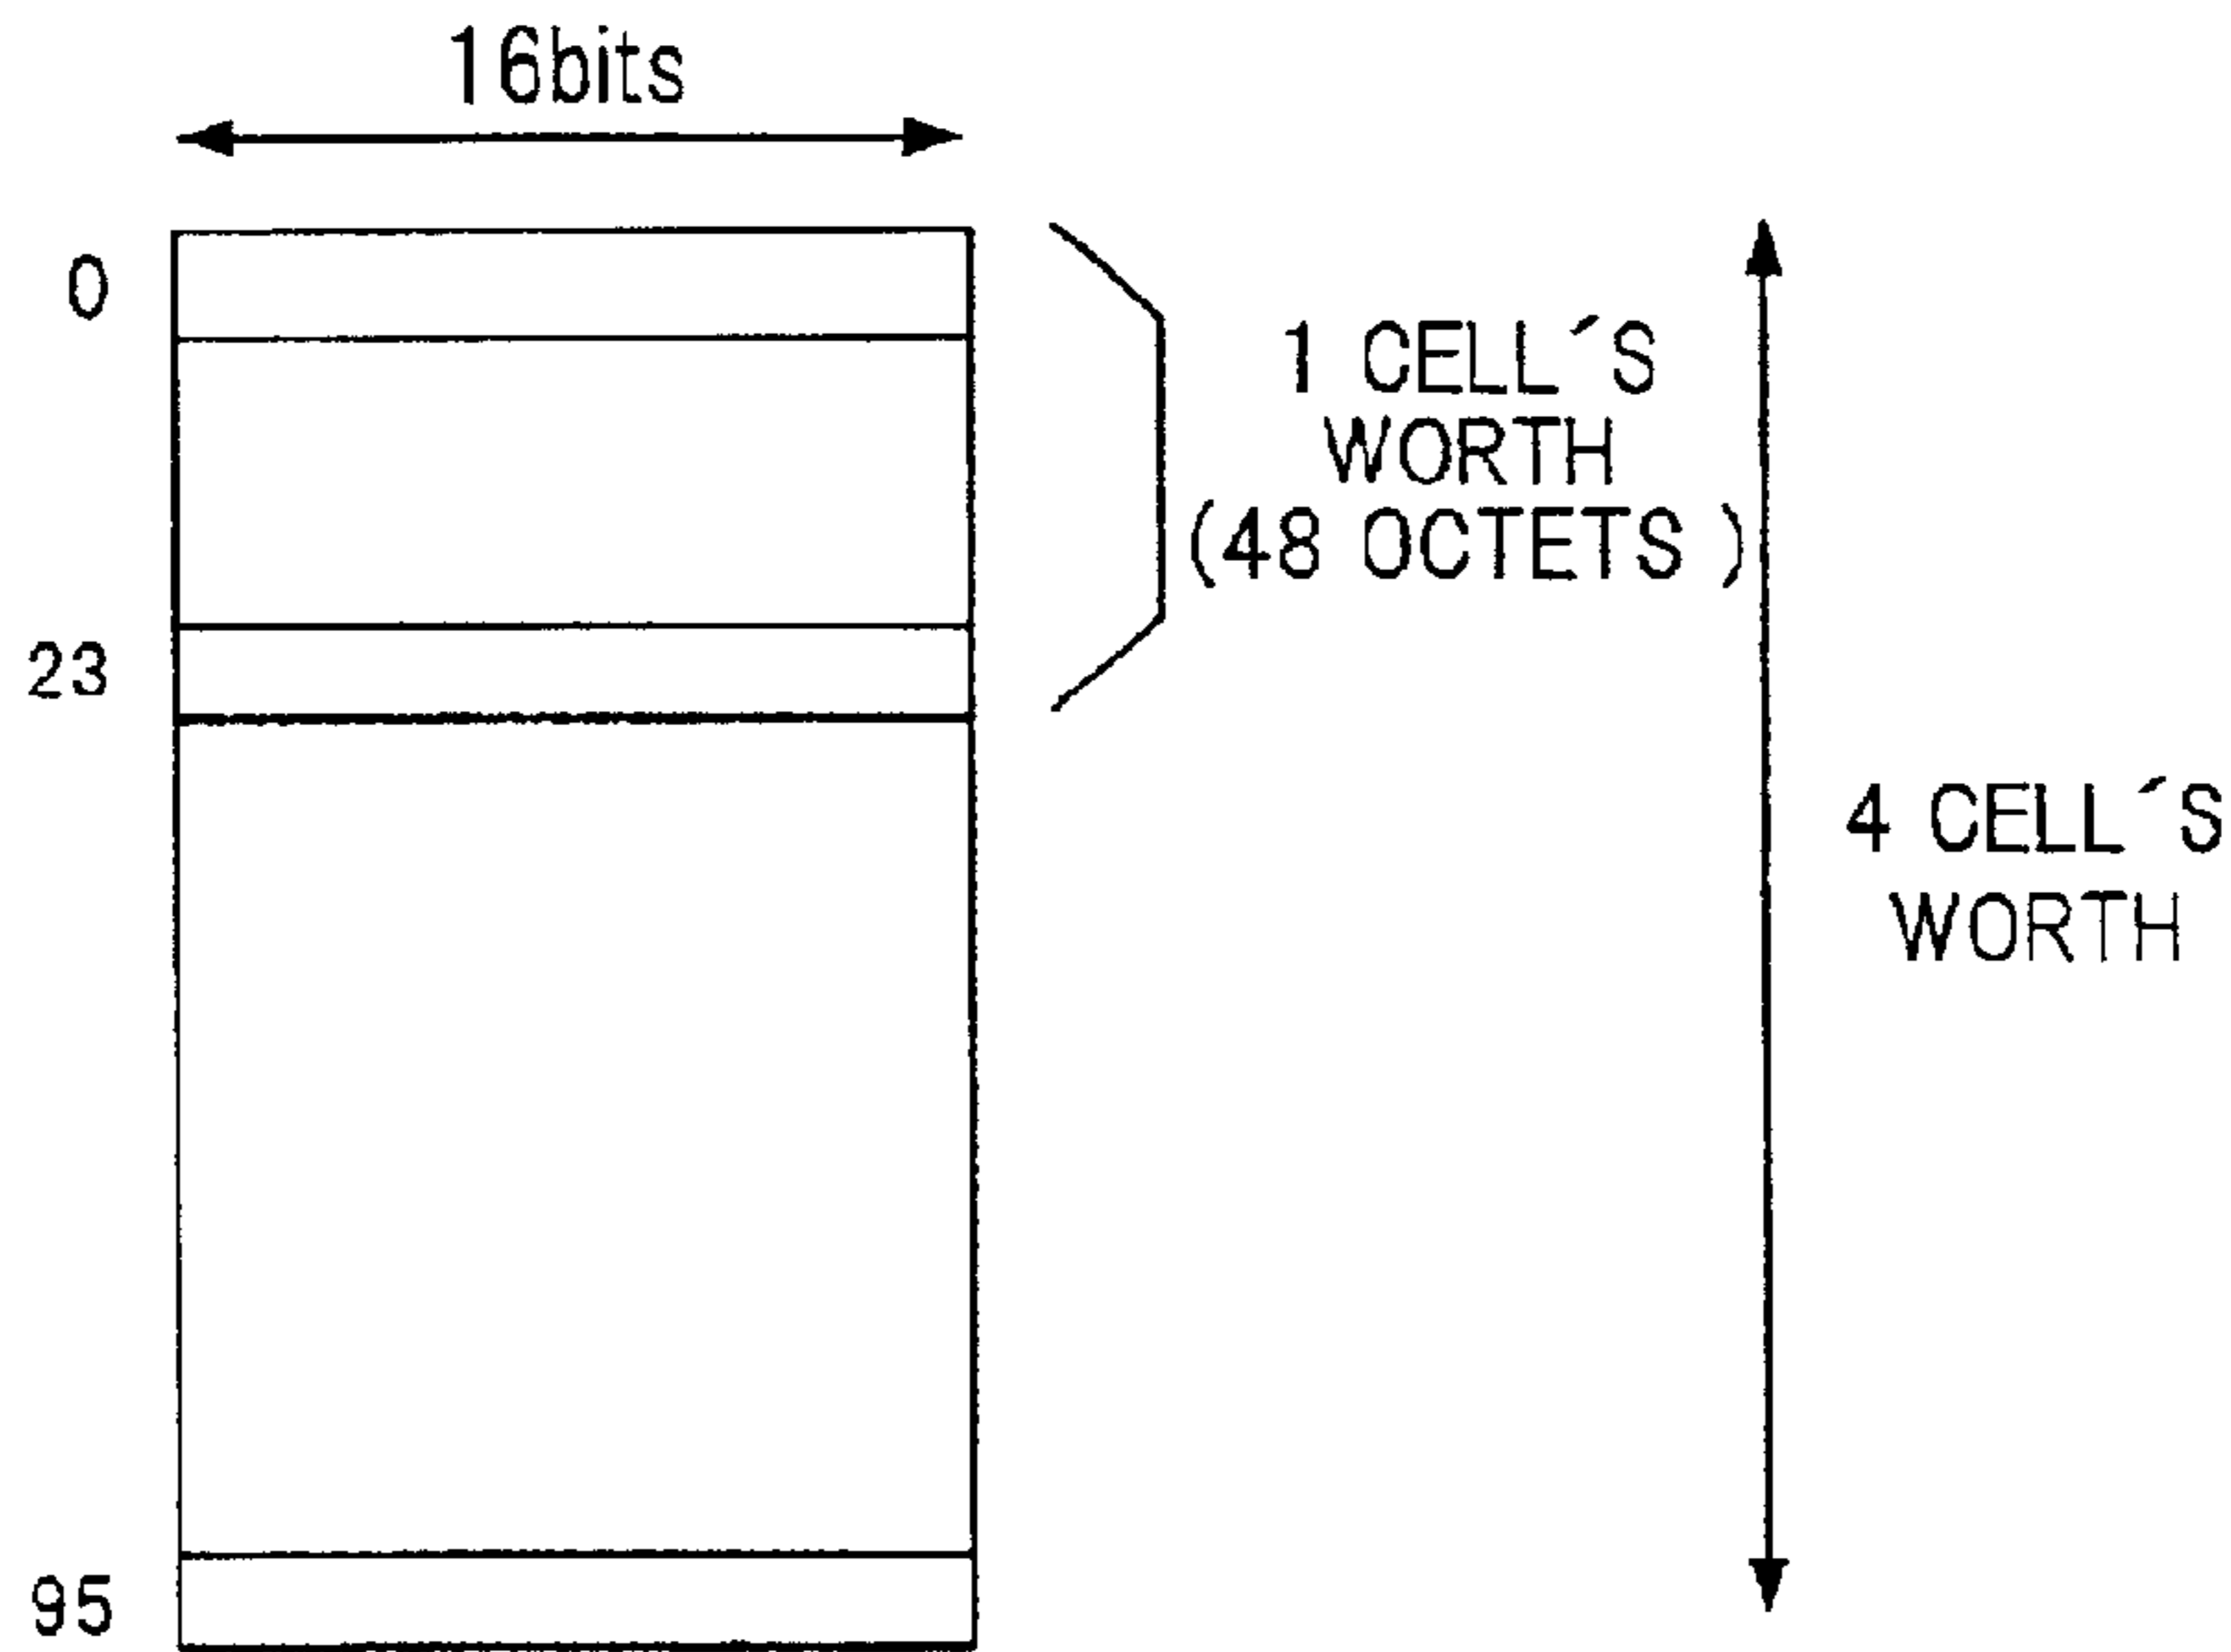 16bits
0
1 CELL´S
WORTH
(48 OCTETS )
23
4 CELL´S
WORTH
95